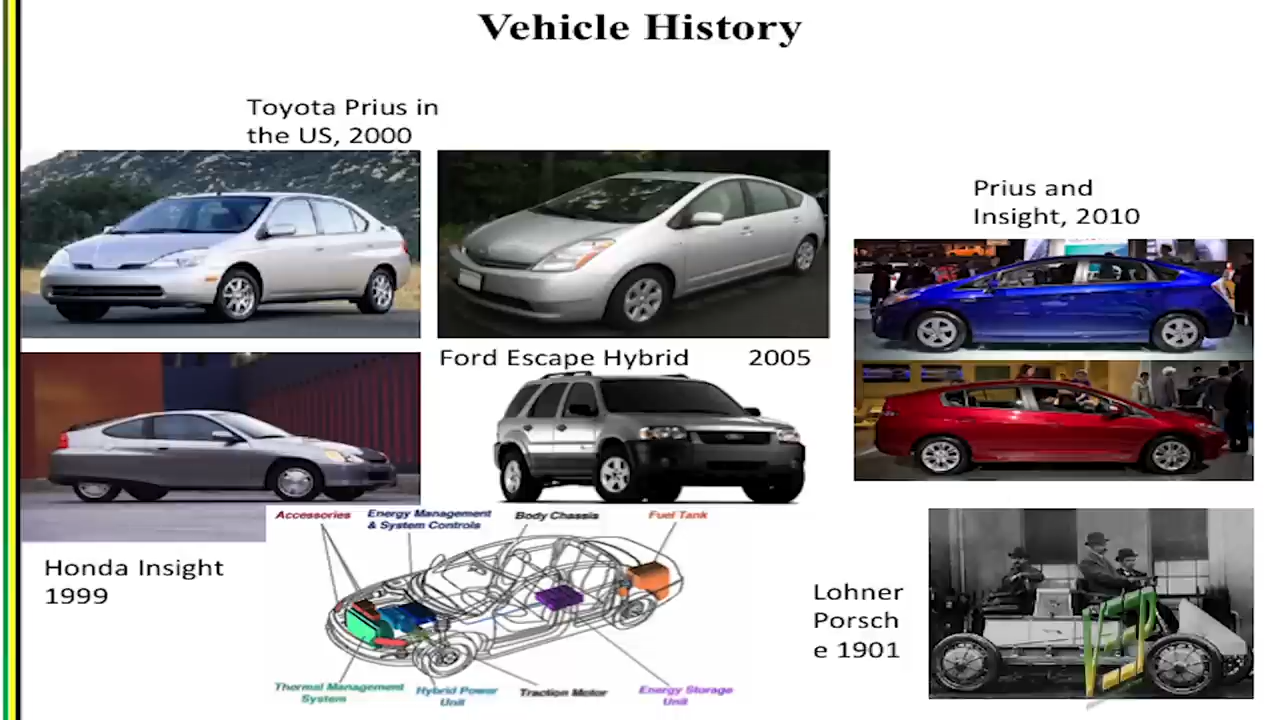 Vehicle History
Toyota Prius in
the US, 2000
Prius and
Insight, 2010
Ford Escape Hybrid 2005
Honda Insight
1999
Accessories
Energy Management
& System Controls
Body Chassis
Fuel Tank
Thermal Management
System
Hybrid Power
Unit
Traction Motor
Energy Storage
Unit
Lohner
Porsch
e 1901